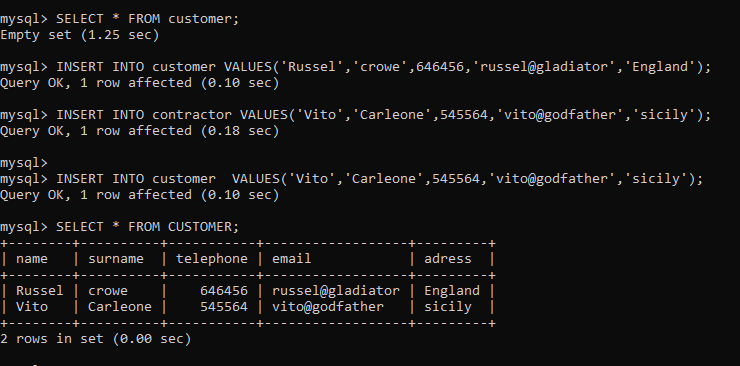 mysql> SELECT * FROM customer;
Empty set (1.25 sec)
mysql> INSERT INTO customer VALUES('Russel','crowe',646456,'russel@gladiator','England');
Query OK, 1 row affected (0.10 sec)
mysql> INSERT INTO contractor VALUES('Vito','Carleone',545564,'vito@godfather','sicily');
Query OK, 1 row affected (0.18 sec)
mysql>
mysql> INSERT INTO customer  VALUES('Vito','Carleone',545564,'vito@godfather','sicily');
Query OK, 1 row affected (0.10 sec)
mysql> SELECT * FROM CUSTOMER;
+--------+----------+-----------+------------------+---------+
| name   | surname  | telephone | email            | adress  |
+--------+----------+-----------+------------------+---------+
| Russel | crowe    |    646456 | russel@gladiator | England |
| Vito   | Carleone |    545564 | vito@godfather   | sicily  |
+--------+----------+-----------+------------------+---------+
2 rows in set (0.00 sec)